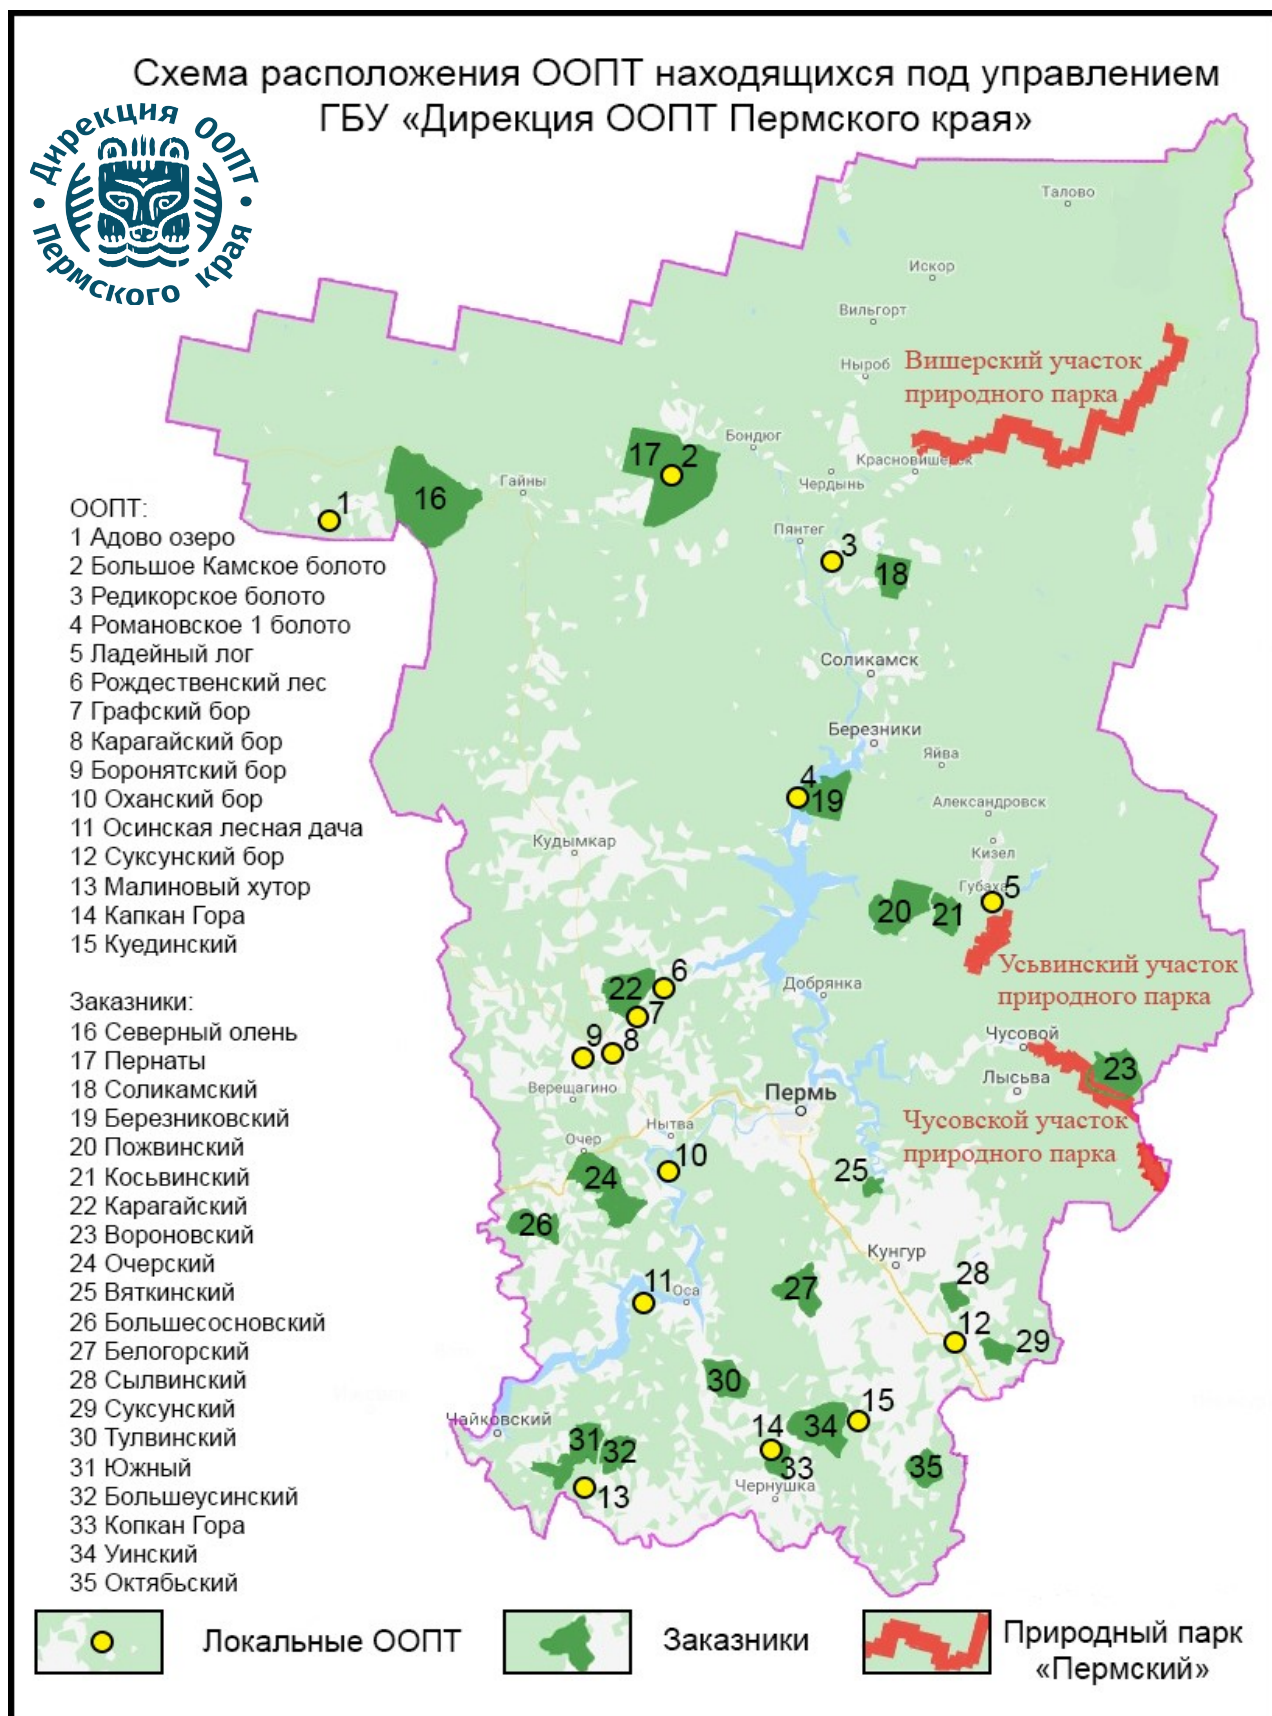 Схема расположения ООПТ находящихся под управлением
ГБУ «Дирекция ООПТ Пермского края»
• Дирекция ООПТ •
Пермского края
Талово
Искор
Вильгорт
Ныроб
Вишерский участок
природного парка
Бондюг
Красновишерск
Чердынь
17
2
16
Гайны
1
Пянтег
3
18
Соликамск
Березники
Яйва
4
19
Александровск
Кудымкар
Кизел
Губаха
5
20
21
Усьвинский участок
природного парка
6
22
Добрянка
7
Чусовой
9
8
23
Лысьва
Верещагино
Пермь
Чусовской участок
природного парка
Нытва
Очер
10
24
25
26
Кунгур
27
28
11
Оса
12
29
30
Чайковский
15
14
34
31
32
33
35
Чернушка
13
ООПТ:
1 Адово озеро
2 Большое Камское болото
3 Редикорское болото
4 Романовское 1 болото
5 Ладейный лог
6 Рождественский лес
7 Графский бор
8 Карагайский бор
9 Боронятский бор
10 Оханский бор
11 Осинская лесная дача
12 Суксунский бор
13 Малиновый хутор
14 Капкан Гора
15 Куединский
Заказники:
16 Северный олень
17 Пернаты
18 Соликамский
19 Березниковский
20 Пожвинский
21 Косьвинский
22 Карагайский
23 Вороновский
24 Очерский
25 Вяткинский
26 Большесосновский
27 Белогорский
28 Сылвинский
29 Суксунский
30 Тулвинский
31 Южный
32 Большеусинский
33 Копкан Гора
34 Уинский
35 Октябьский
Локальные ООПТ
Заказники
Природный парк
«Пермский»